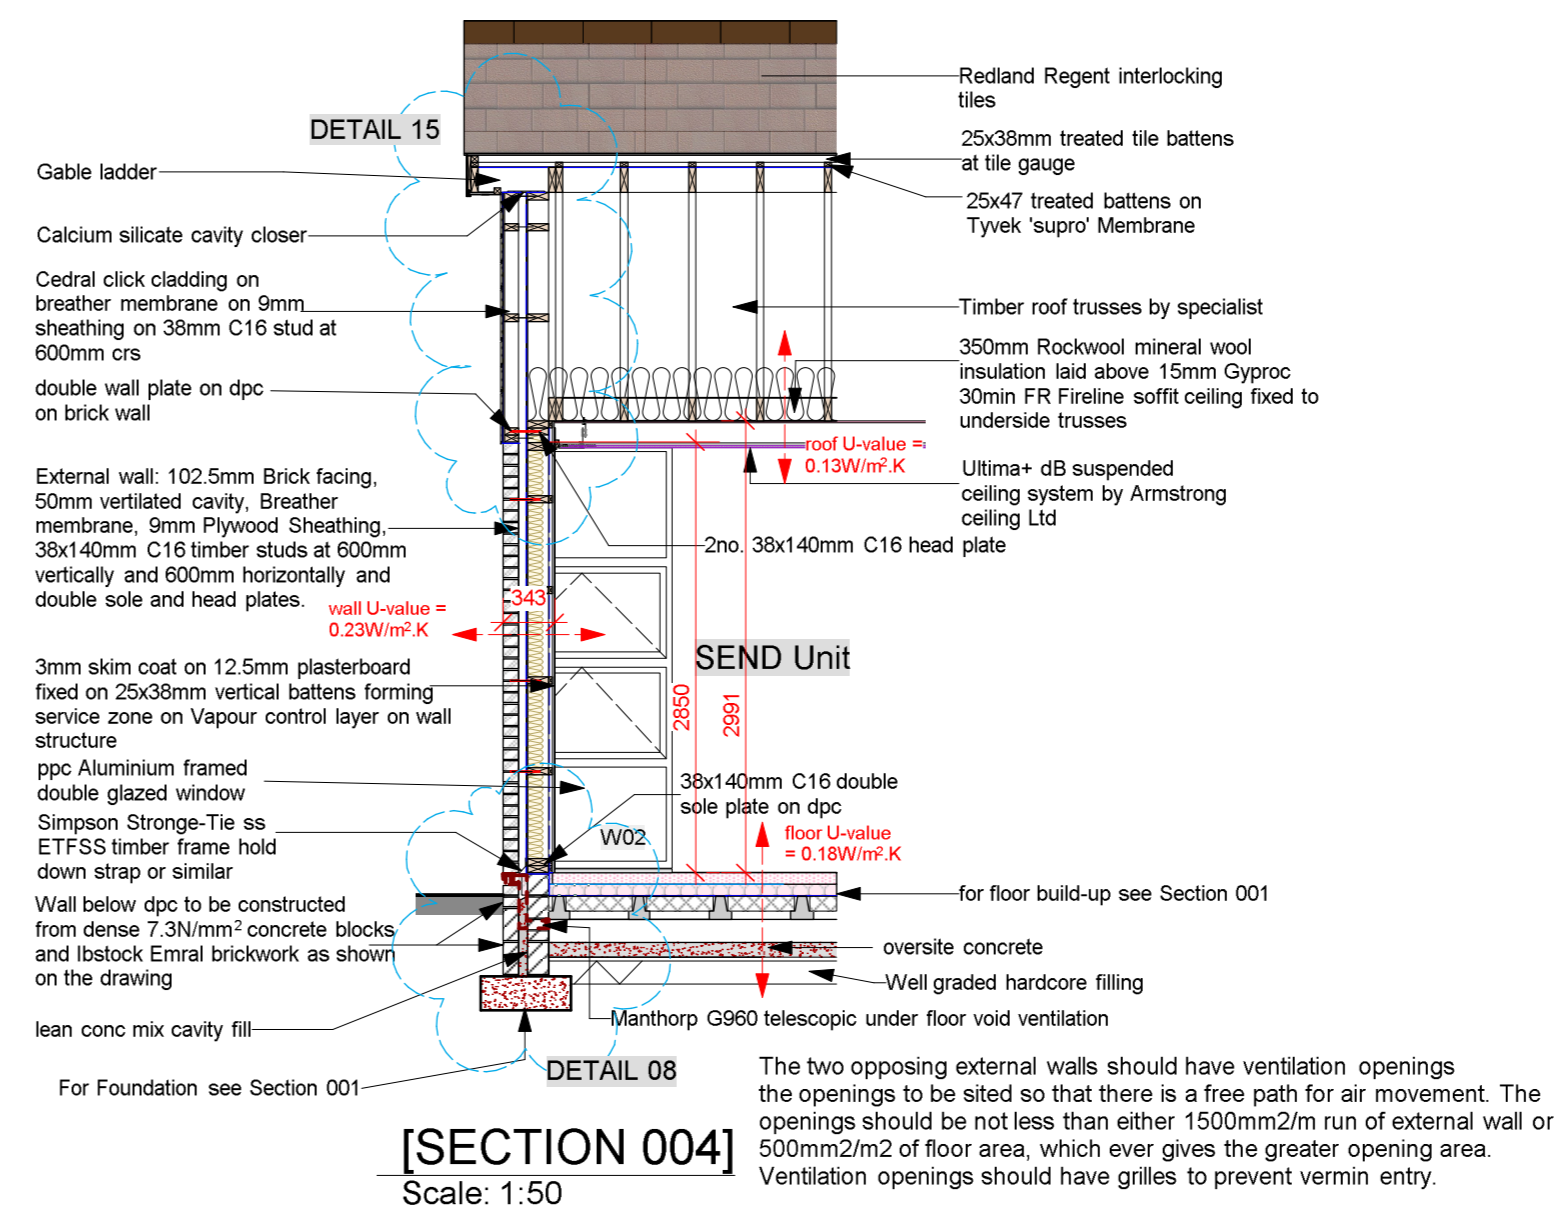 DETAIL 15
Gable ladder
Calcium silicate cavity closer
Cedral click cladding on
breather membrane on 9mm
sheathing on 38mm C16 stud at
600mm crs
double wall plate on dpc
on brick wall
External wall: 102.5mm Brick facing,
50mm vertilated cavity, Breather
membrane, 9mm Plywood Sheathing,
38x140mm C16 timber studs at 600mm
vertically and 600mm horizontally and
double sole and head plates.
wall U-value =
0.23W/m².K
343
3mm skim coat on 12.5mm plasterboard
fixed on 25x38mm vertical battens forming
service zone on Vapour control layer on wall
structure
ppc Aluminium framed
double glazed window
Simpson Stronge-Tie ss
ETFSS timber frame hold
down strap or similar
Wall below dpc to be constructed
from dense 7.3N/mm² concrete blocks
and Ibstock Emral brickwork as shown
on the drawing
lean conc mix cavity fill
For Foundation see Section 001
Redland Regent interlocking
tiles
25x38mm treated tile battens
at tile gauge
25x47 treated battens on
Tyvek 'supro' Membrane
Timber roof trusses by specialist
350mm Rockwool mineral wool
insulation laid above 15mm Gyproc
30min FR Fireline soffit ceiling fixed to
underside trusses
roof U-value =
0.13W/m².K
Ultima+ dB suspended
ceiling system by Armstrong
ceiling Ltd
2no. 38x140mm C16 head plate
SEND Unit
2850
2991
38x140mm C16 double
sole plate on dpc
W02
floor U-value
= 0.18W/m².K
for floor build-up see Section 001
oversite concrete
Well graded hardcore filling
Manthorp G960 telescopic under floor void ventilation
DETAIL 08
The two opposing external walls should have ventilation openings
the openings to be sited so that there is a free path for air movement. The
openings should be not less than either 1500mm2/m run of external wall or
500mm2/m2 of floor area, which ever gives the greater opening area.
Ventilation openings should have grilles to prevent vermin entry.
[SECTION 004]
Scale: 1:50